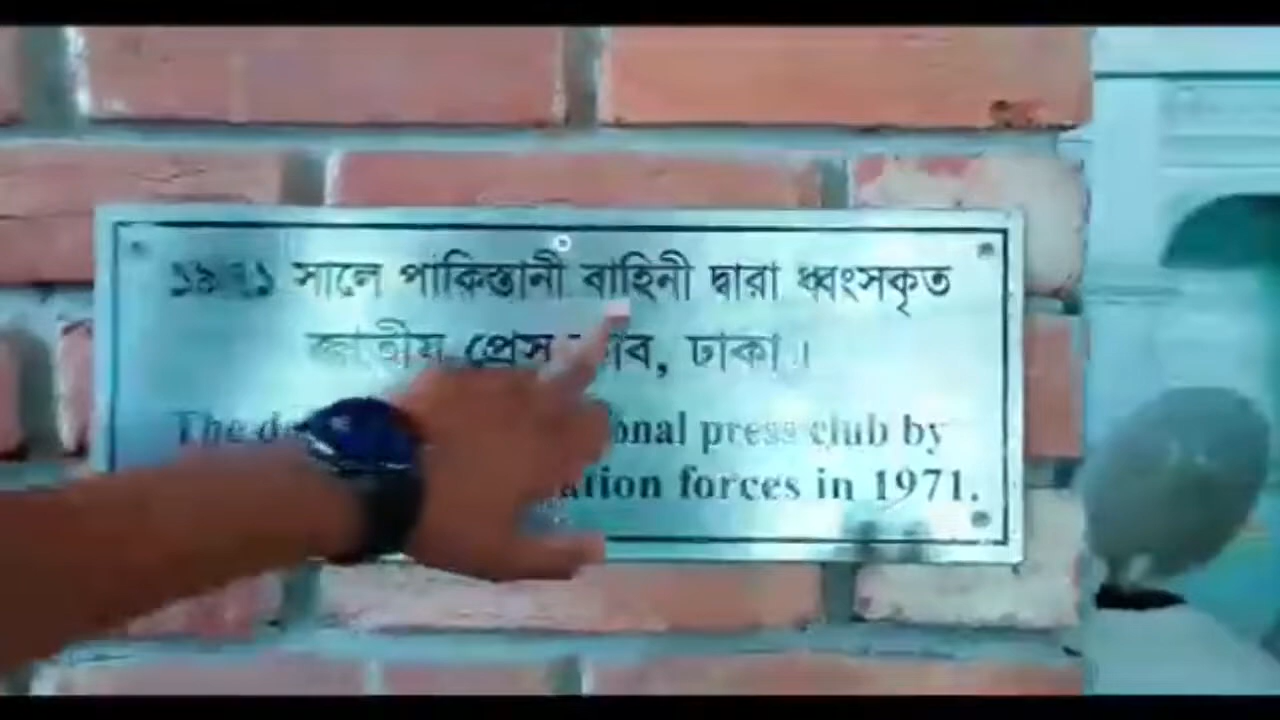 ১৯৭১ সালে পাকিস্তানী বাহিনী দ্বারা ধ্বংসকৃত
জাতীয় প্রেস ঢাকা।
The press club by
forces in 1971.